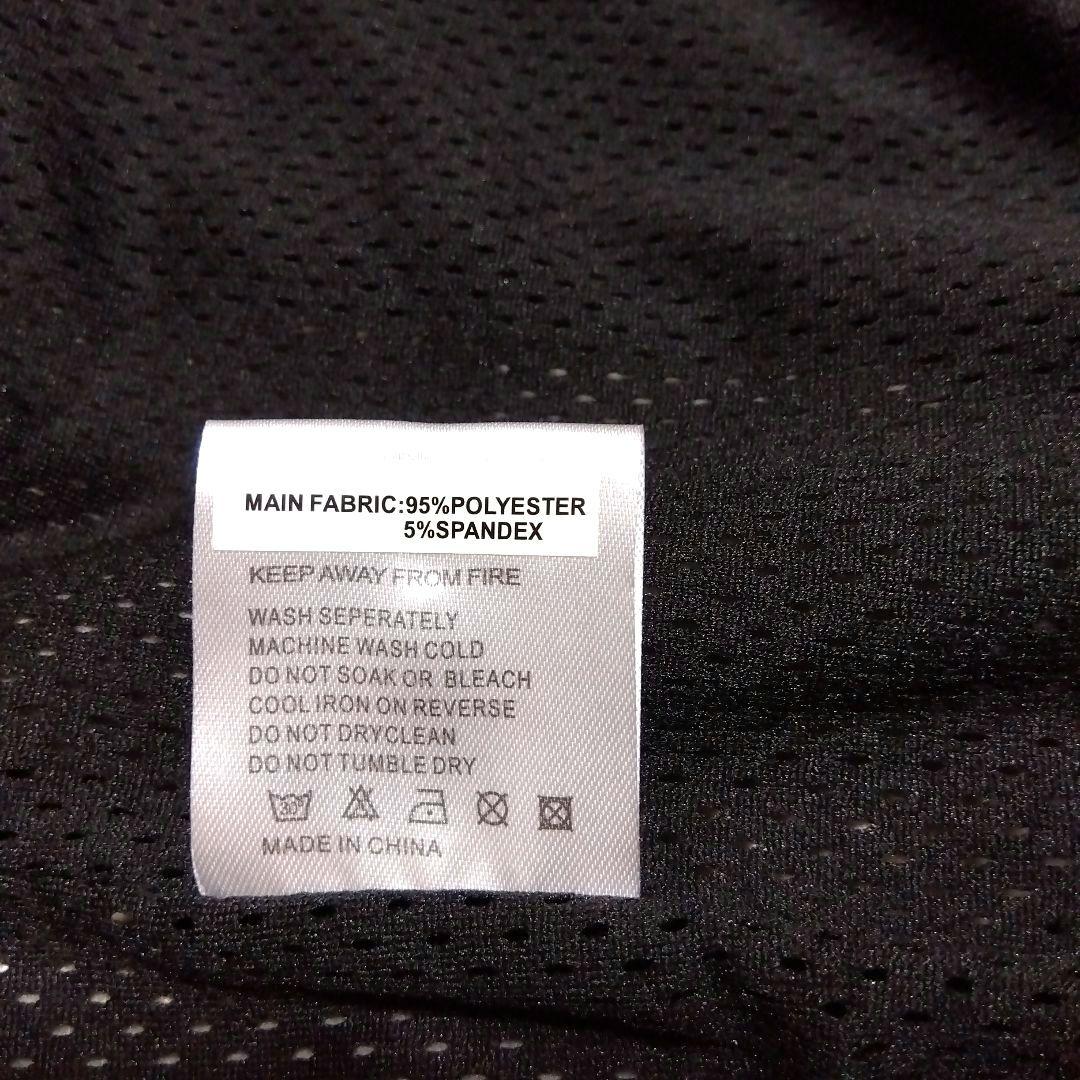 MAIN FABRIC:95%POLYESTER
5%SPANDEX
KEEP AWAY FROM FIRE
WASH SEPERATELY
MACHINE WASH COLD
DO NOT SOAK OR BLEACH
COOL IRON ON REVERSE
DO NOT DRYCLEAN
DO NOT TUMBLE DRY
MADE IN CHINA